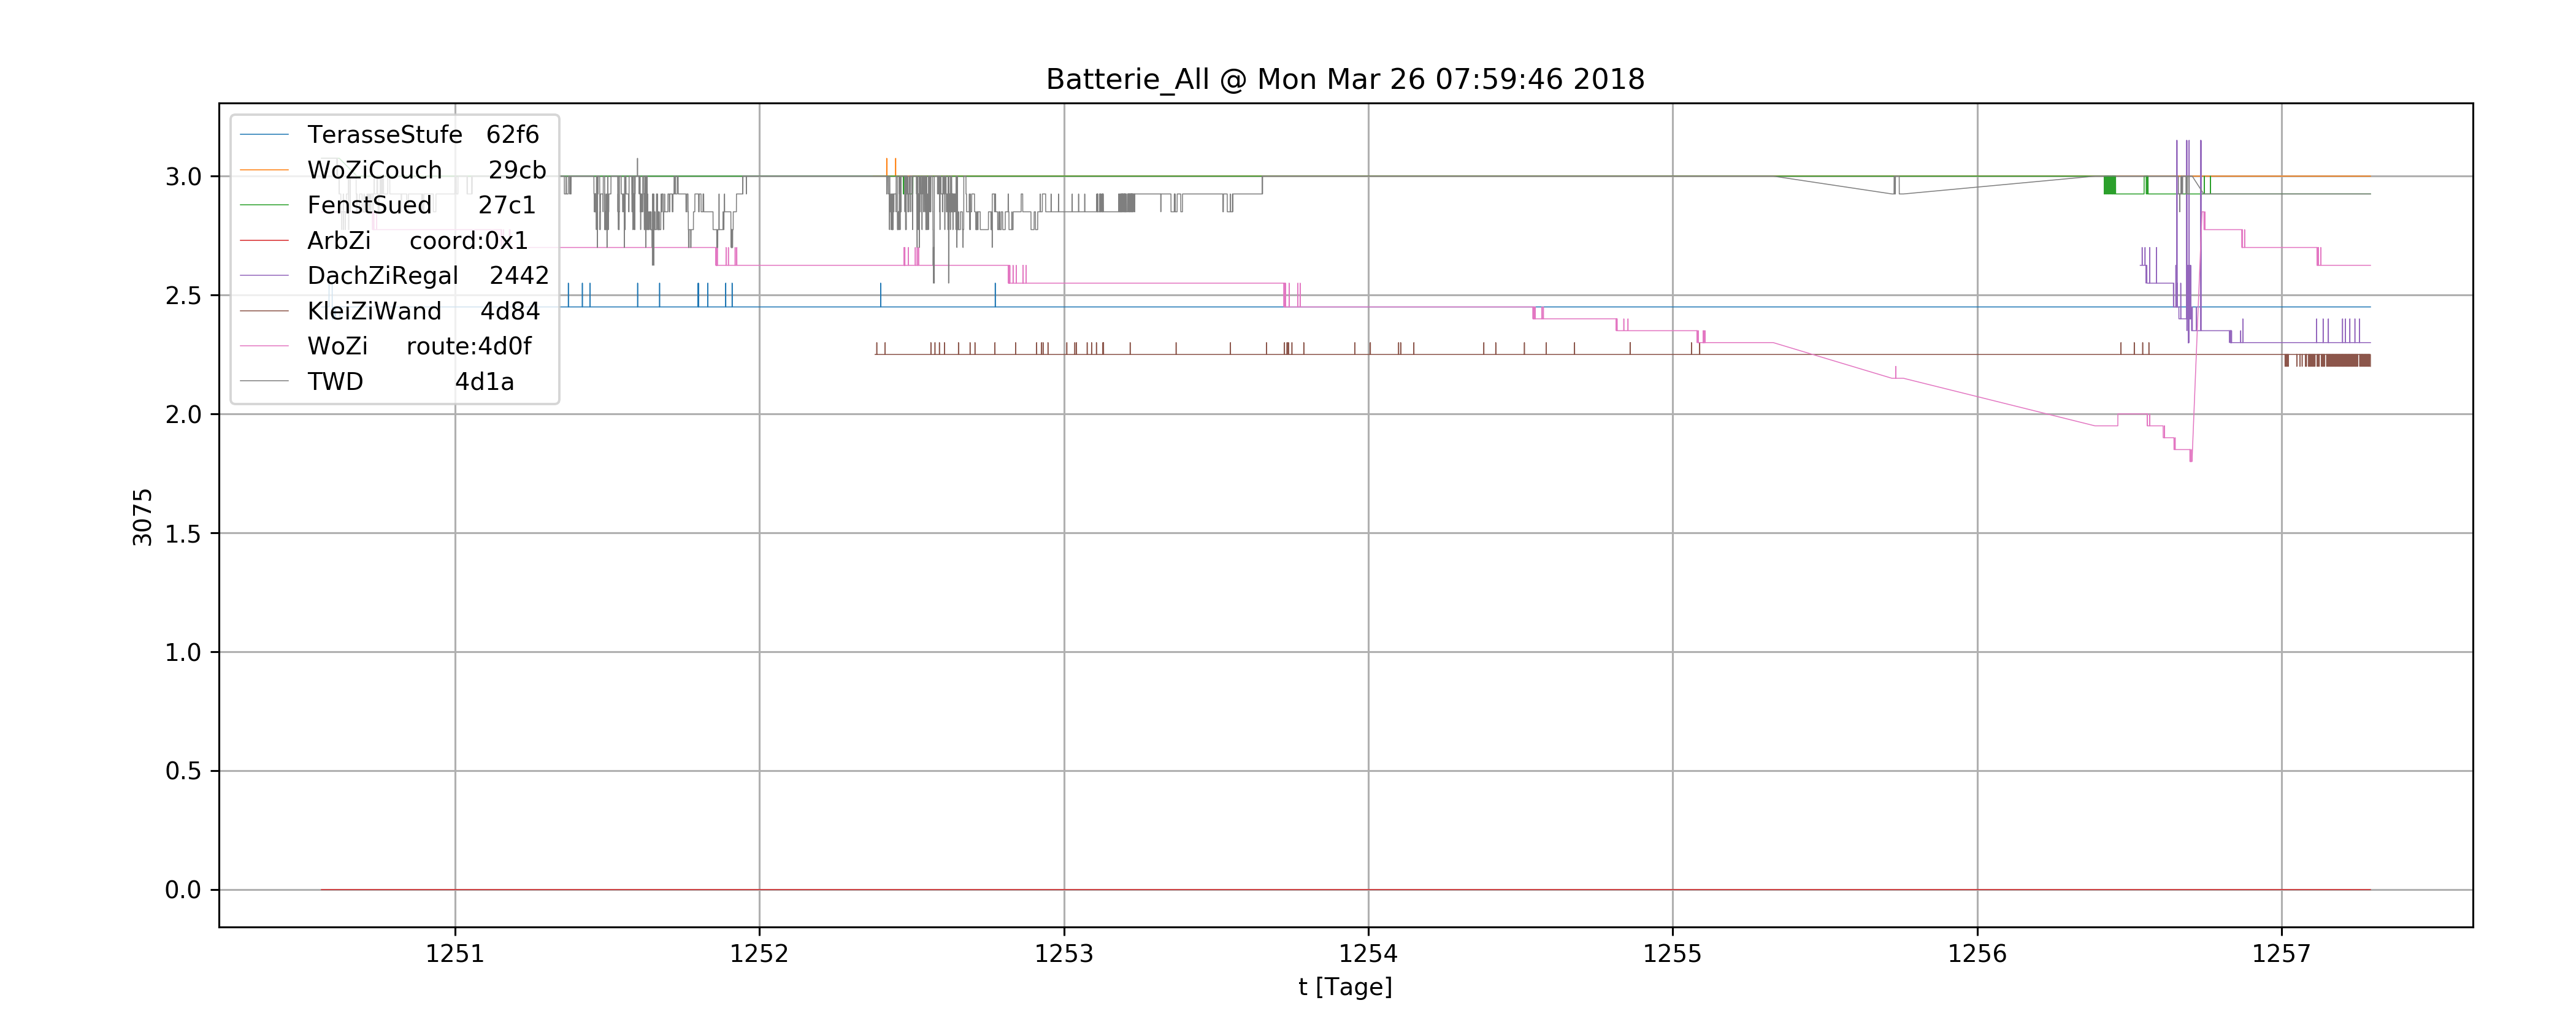 Batterie_All @ Mon Mar 26 07:59:46 2018
TerasseStufe 62f6
WoZiCouch 29cb
FenstSued 27c1
ArbZi coord:0x1
DachZiRegal 2442
KleiZiWand 4d84
WoZi route:4d0f
TWD 4d1a
3.0
2.5
2.0
1.5
1.0
0.5
0.0
3075
1251 1252 1253 1254 1255 1256 1257
t [Tage]